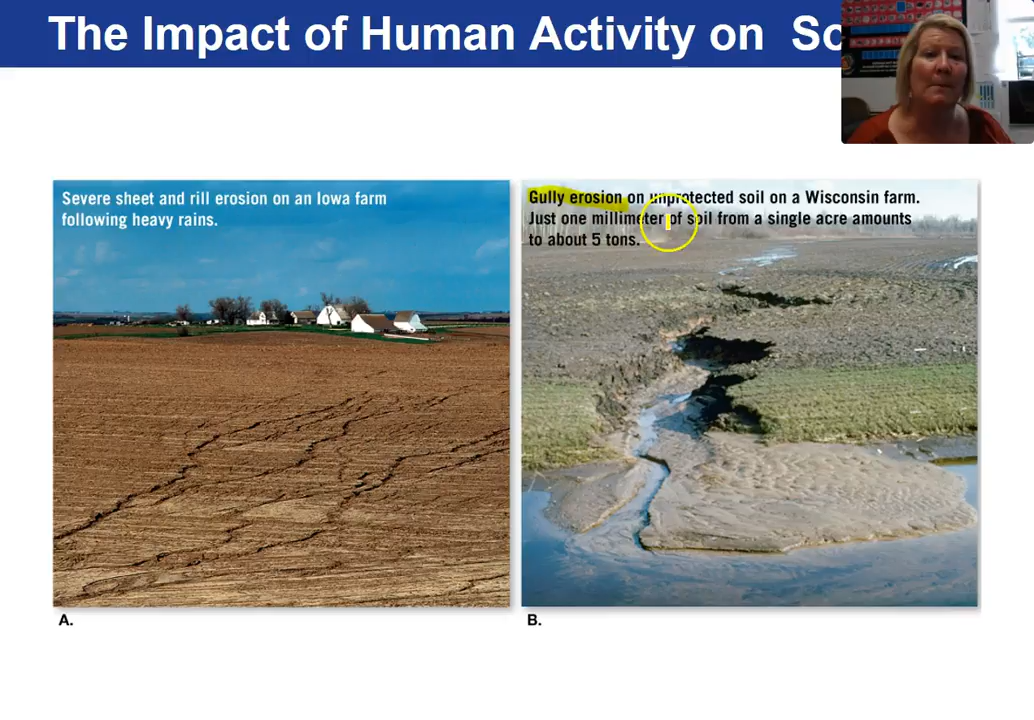 The Impact of Human Activity on
Severe sheet and rill erosion on an Iowa farm
following heavy rains.
Gully erosion on unprotected soil on a Wisconsin farm.
Just one millimeter of soil from a single acre amounts
to about 5 tons.
A.
B.